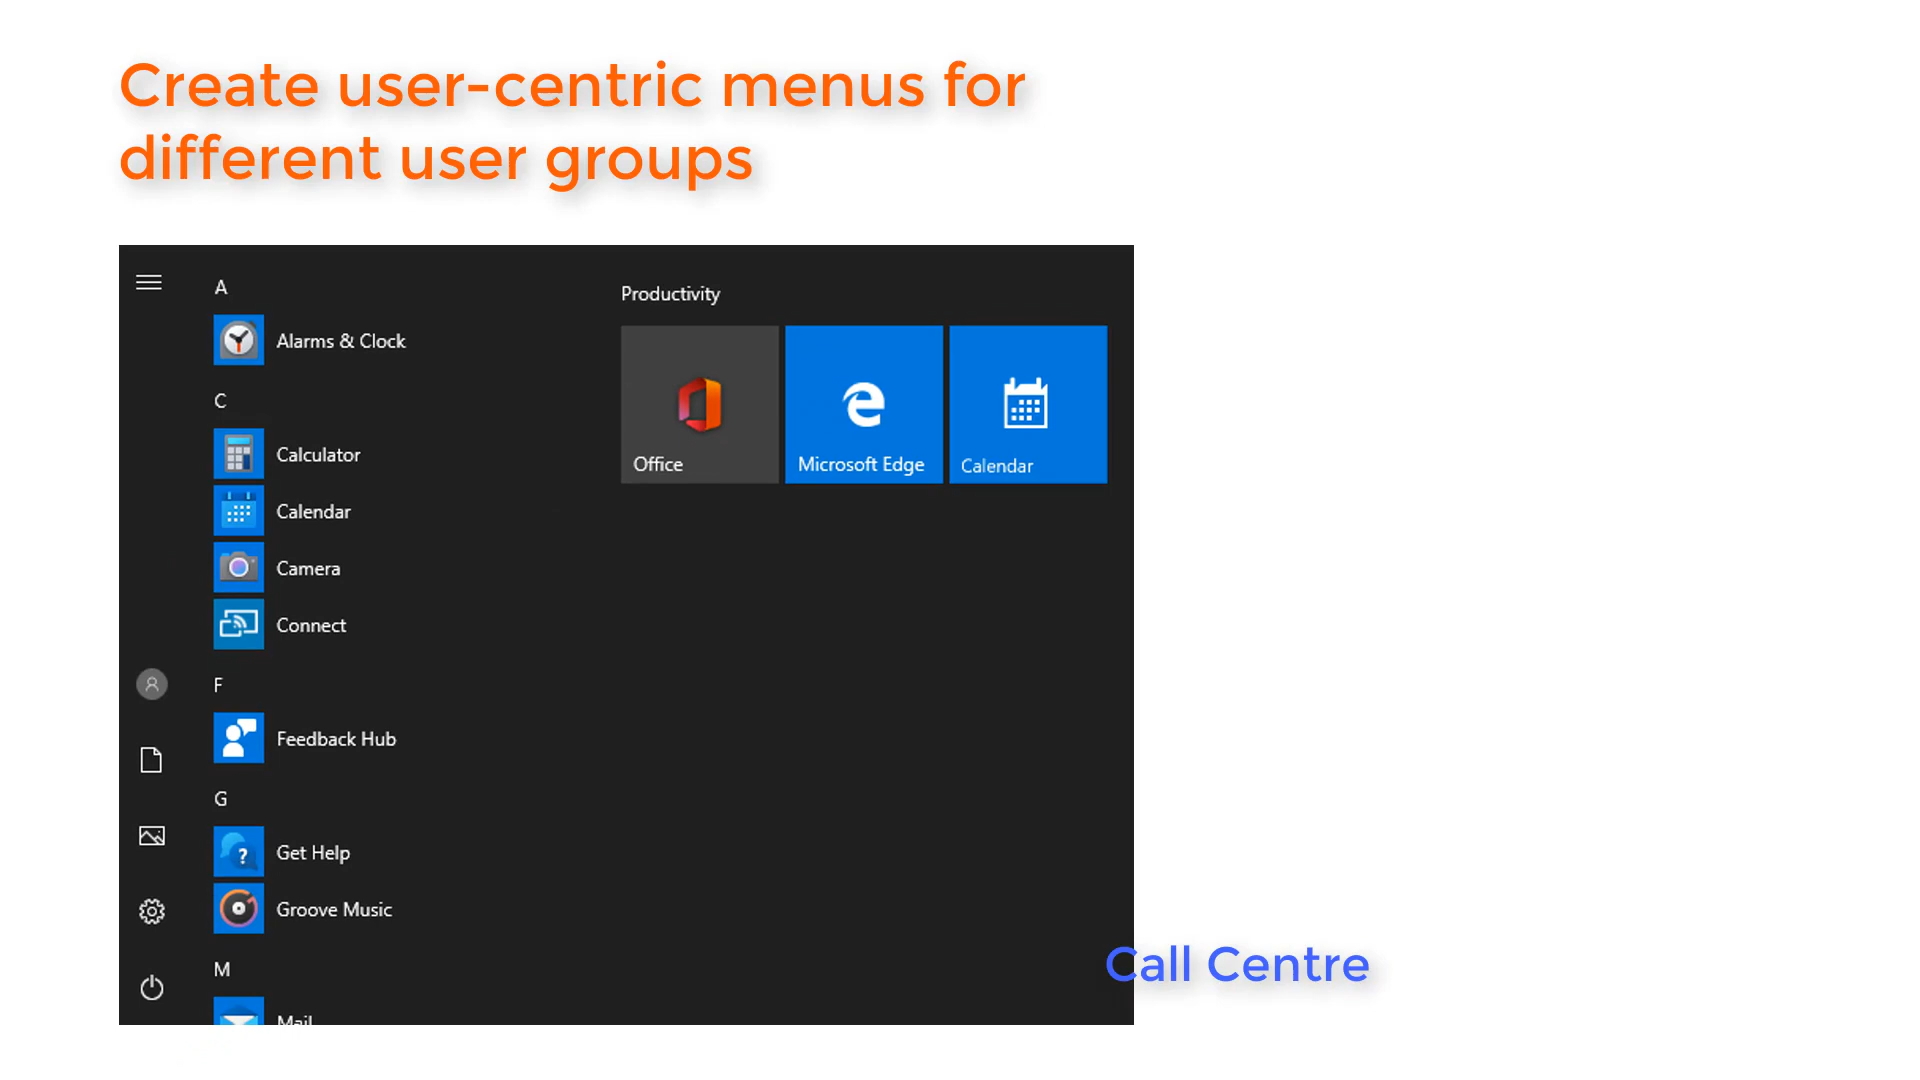 Create user-centric menus for
different user groups
A
Alarms & Clock
C
Calculator
Calendar
Camera
Connect
F
Feedback Hub
G
Get Help
Groove Music
M
Mail
Productivity
Office
Microsoft Edge
Calendar
Call Centre